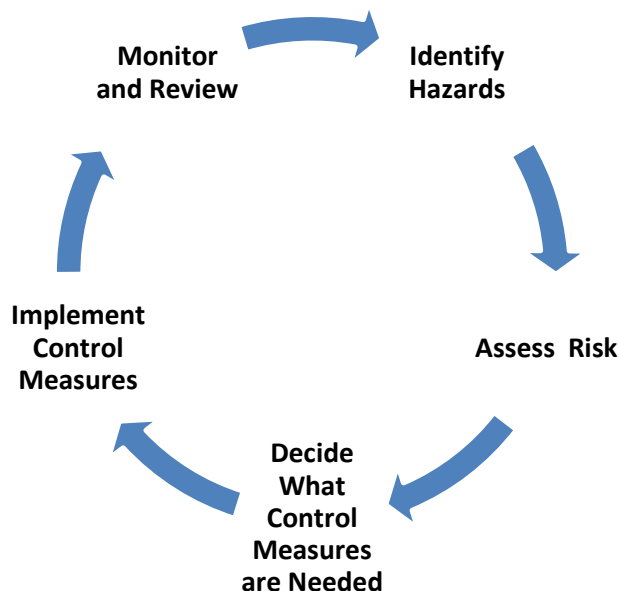 Monitor
and Review
Identify
Hazards
Assess  Risk
Decide
What
Control
Measures
are Needed
Implement
Control
Measures